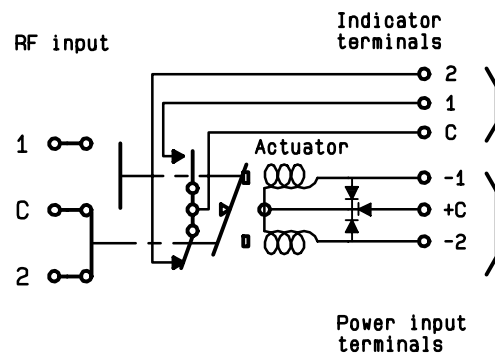 Indicator
terminals
RF input
2
1
C
1
Actuator
-1
C
+C
-2
2
Power input
terminals